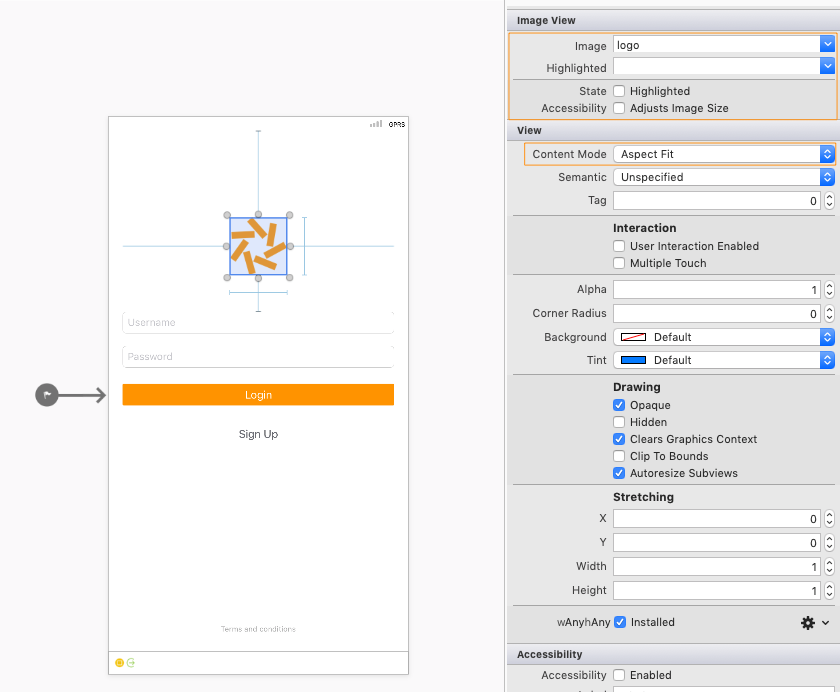 GPRS
Username
Password
Login
Sign Up
Terms and conditions
Image View
Image logo
Highlighted
State Highlighted
Accessibility Adjusts Image Size
View
Content Mode Aspect Fit
Semantic Unspecified
Tag 0
Interaction
User Interaction Enabled
Multiple Touch
Alpha 1
Corner Radius 0
Background Default
Tint Default
Drawing
Opaque
Hidden
Clears Graphics Context
Clip To Bounds
Autoresize Subviews
Stretching
X 0
Y 0
Width 1
Height 1
wAnyhAny Installed
Accessibility
Accessibility Enabled